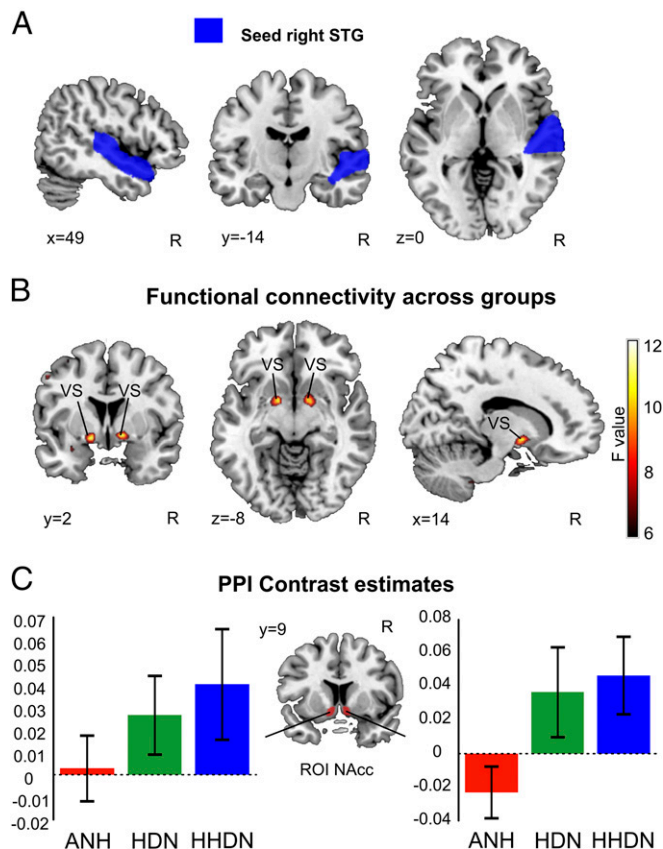 A
Seed right STG
x=49
R
y=-14
R
z=0
R
B
Functional connectivity across groups
VS VS
VS VS
VS
y=2
R
z=-8
R
x=14
R
12
10
8
6
F value
C
PPI Contrast estimates
0.07
0.06
0.05
0.04
0.03
0.02
0.01
0
-0.01
-0.02
ANH HDN HHDN
y=9
R
ROI NAcc
0.08
0.06
0.04
0.02
0
-0.02
-0.04
ANH HDN HHDN